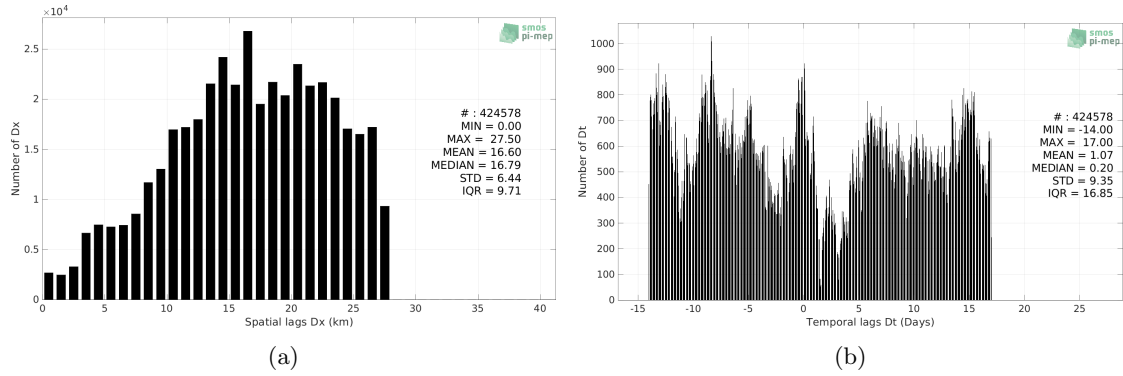 ×10⁴
2.5
2
1.5
1
0.5
0
0 5 10 15 20 25 30 35 40
Number of Dx
Spatial lags Dx (km)
smos
pi-mep
# : 424578
MIN = 0.00
MAX = 27.50
MEAN = 16.60
MEDIAN = 16.79
STD = 6.44
IQR = 9.71
(a)
1000
900
800
700
600
500
400
300
200
100
0
-15 -10 -5 0 5 10 15 20 25
Number of Dt
Temporal lags Dt (Days)
smos
pi-mep
# : 424578
MIN = -14.00
MAX = 17.00
MEAN = 1.07
MEDIAN = 0.20
STD = 9.35
IQR = 16.85
(b)